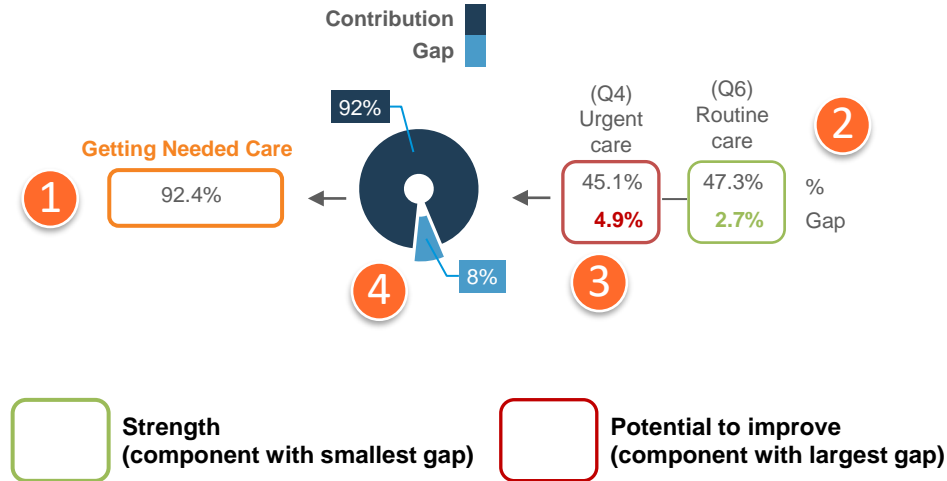 Contribution
Gap
92%
(Q4)
Urgent
care
(Q6)
Routine
care
2
Getting Needed Care
1
92.4%
45.1%
47.3%
%
4.9%
2.7%
Gap
4
8%
3
Strength
(component with smallest gap)
Potential to improve
(component with largest gap)